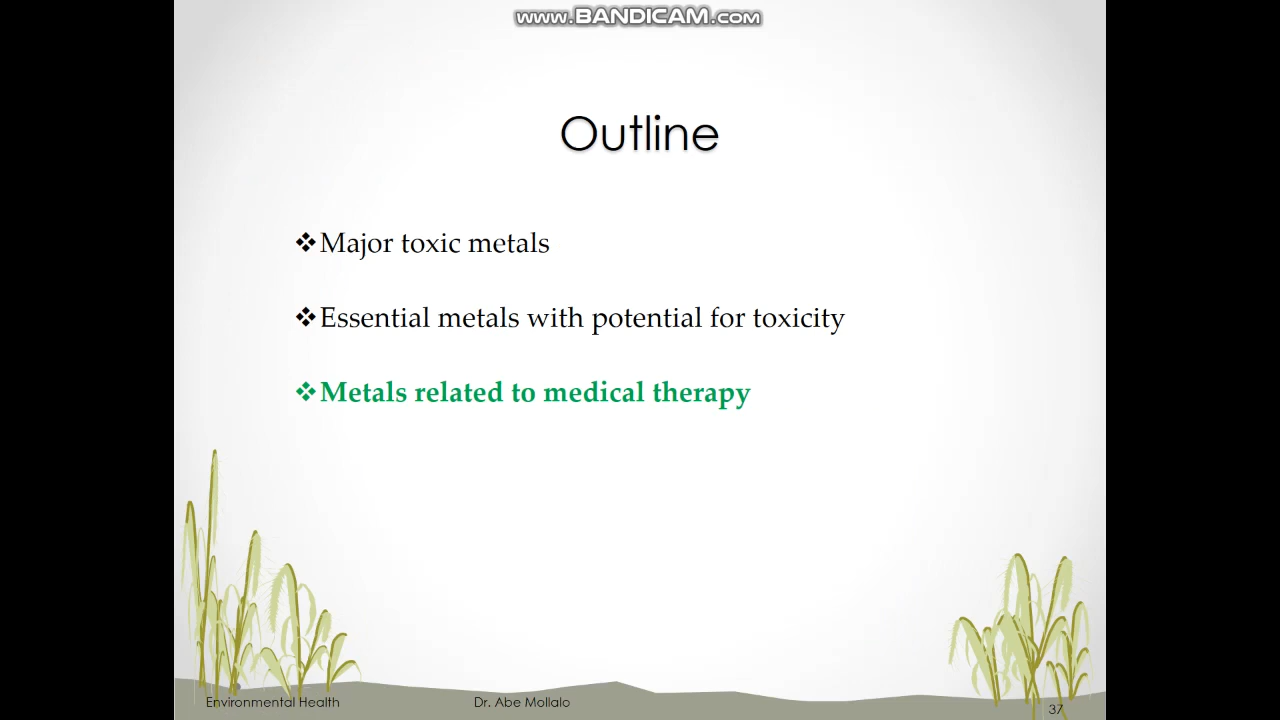 www.BANDICAM.com
Outline
❖Major toxic metals
❖Essential metals with potential for toxicity
❖Metals related to medical therapy
Environmental Health
Dr. Abe Mollalo
37